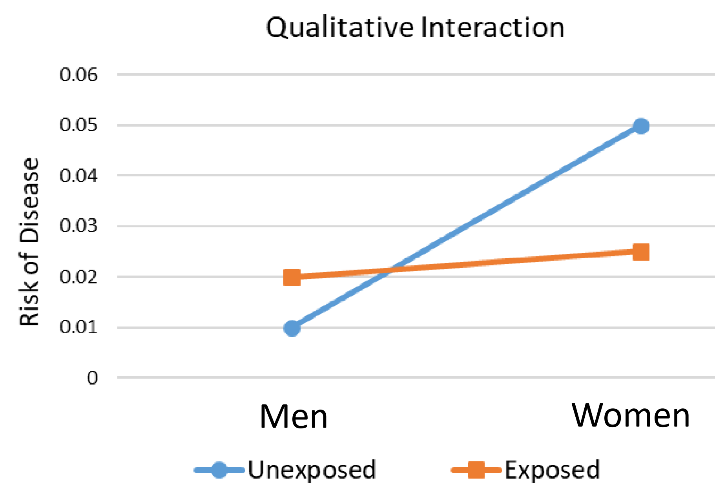 Qualitative Interaction
0.06
0.05
0.04
0.03
0.02
0.01
0
Risk of Disease
Men Women
Unexposed Exposed